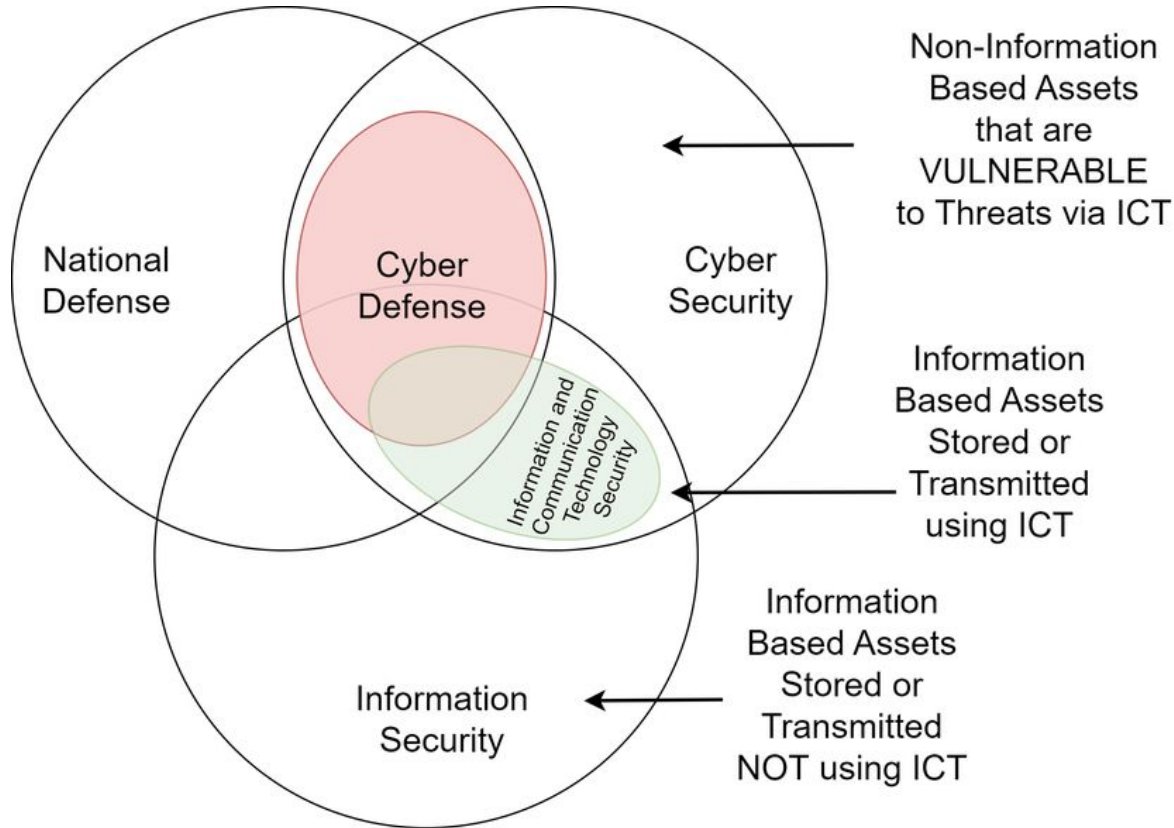 National
Defense
Cyber
Defense
Cyber
Security
Non-Information
Based Assets
that are
VULNERABLE
to Threats via ICT
Information and
Communication
Technology
Security
Information
Based Assets
Stored or
Transmitted
using ICT
Information
Security
Information
Based Assets
Stored or
Transmitted
NOT using ICT